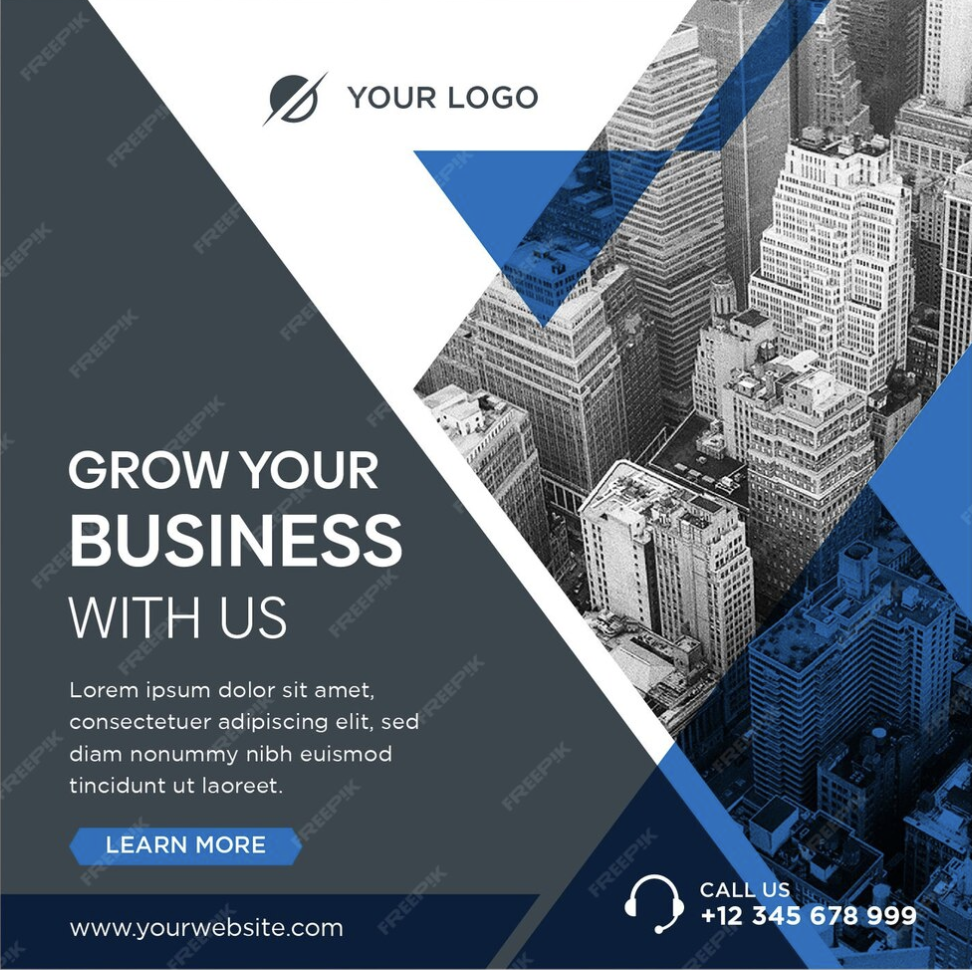 YOUR LOGO
GROW YOUR
BUSINESS
WITH US
Lorem ipsum dolor sit amet,
consectetuer adipiscing elit, sed
diam nonummy nibh euismod
tincidunt ut laoreet.
LEARN MORE
www.yourwebsite.com
CALL US
+12 345 678 999
FREEPIK